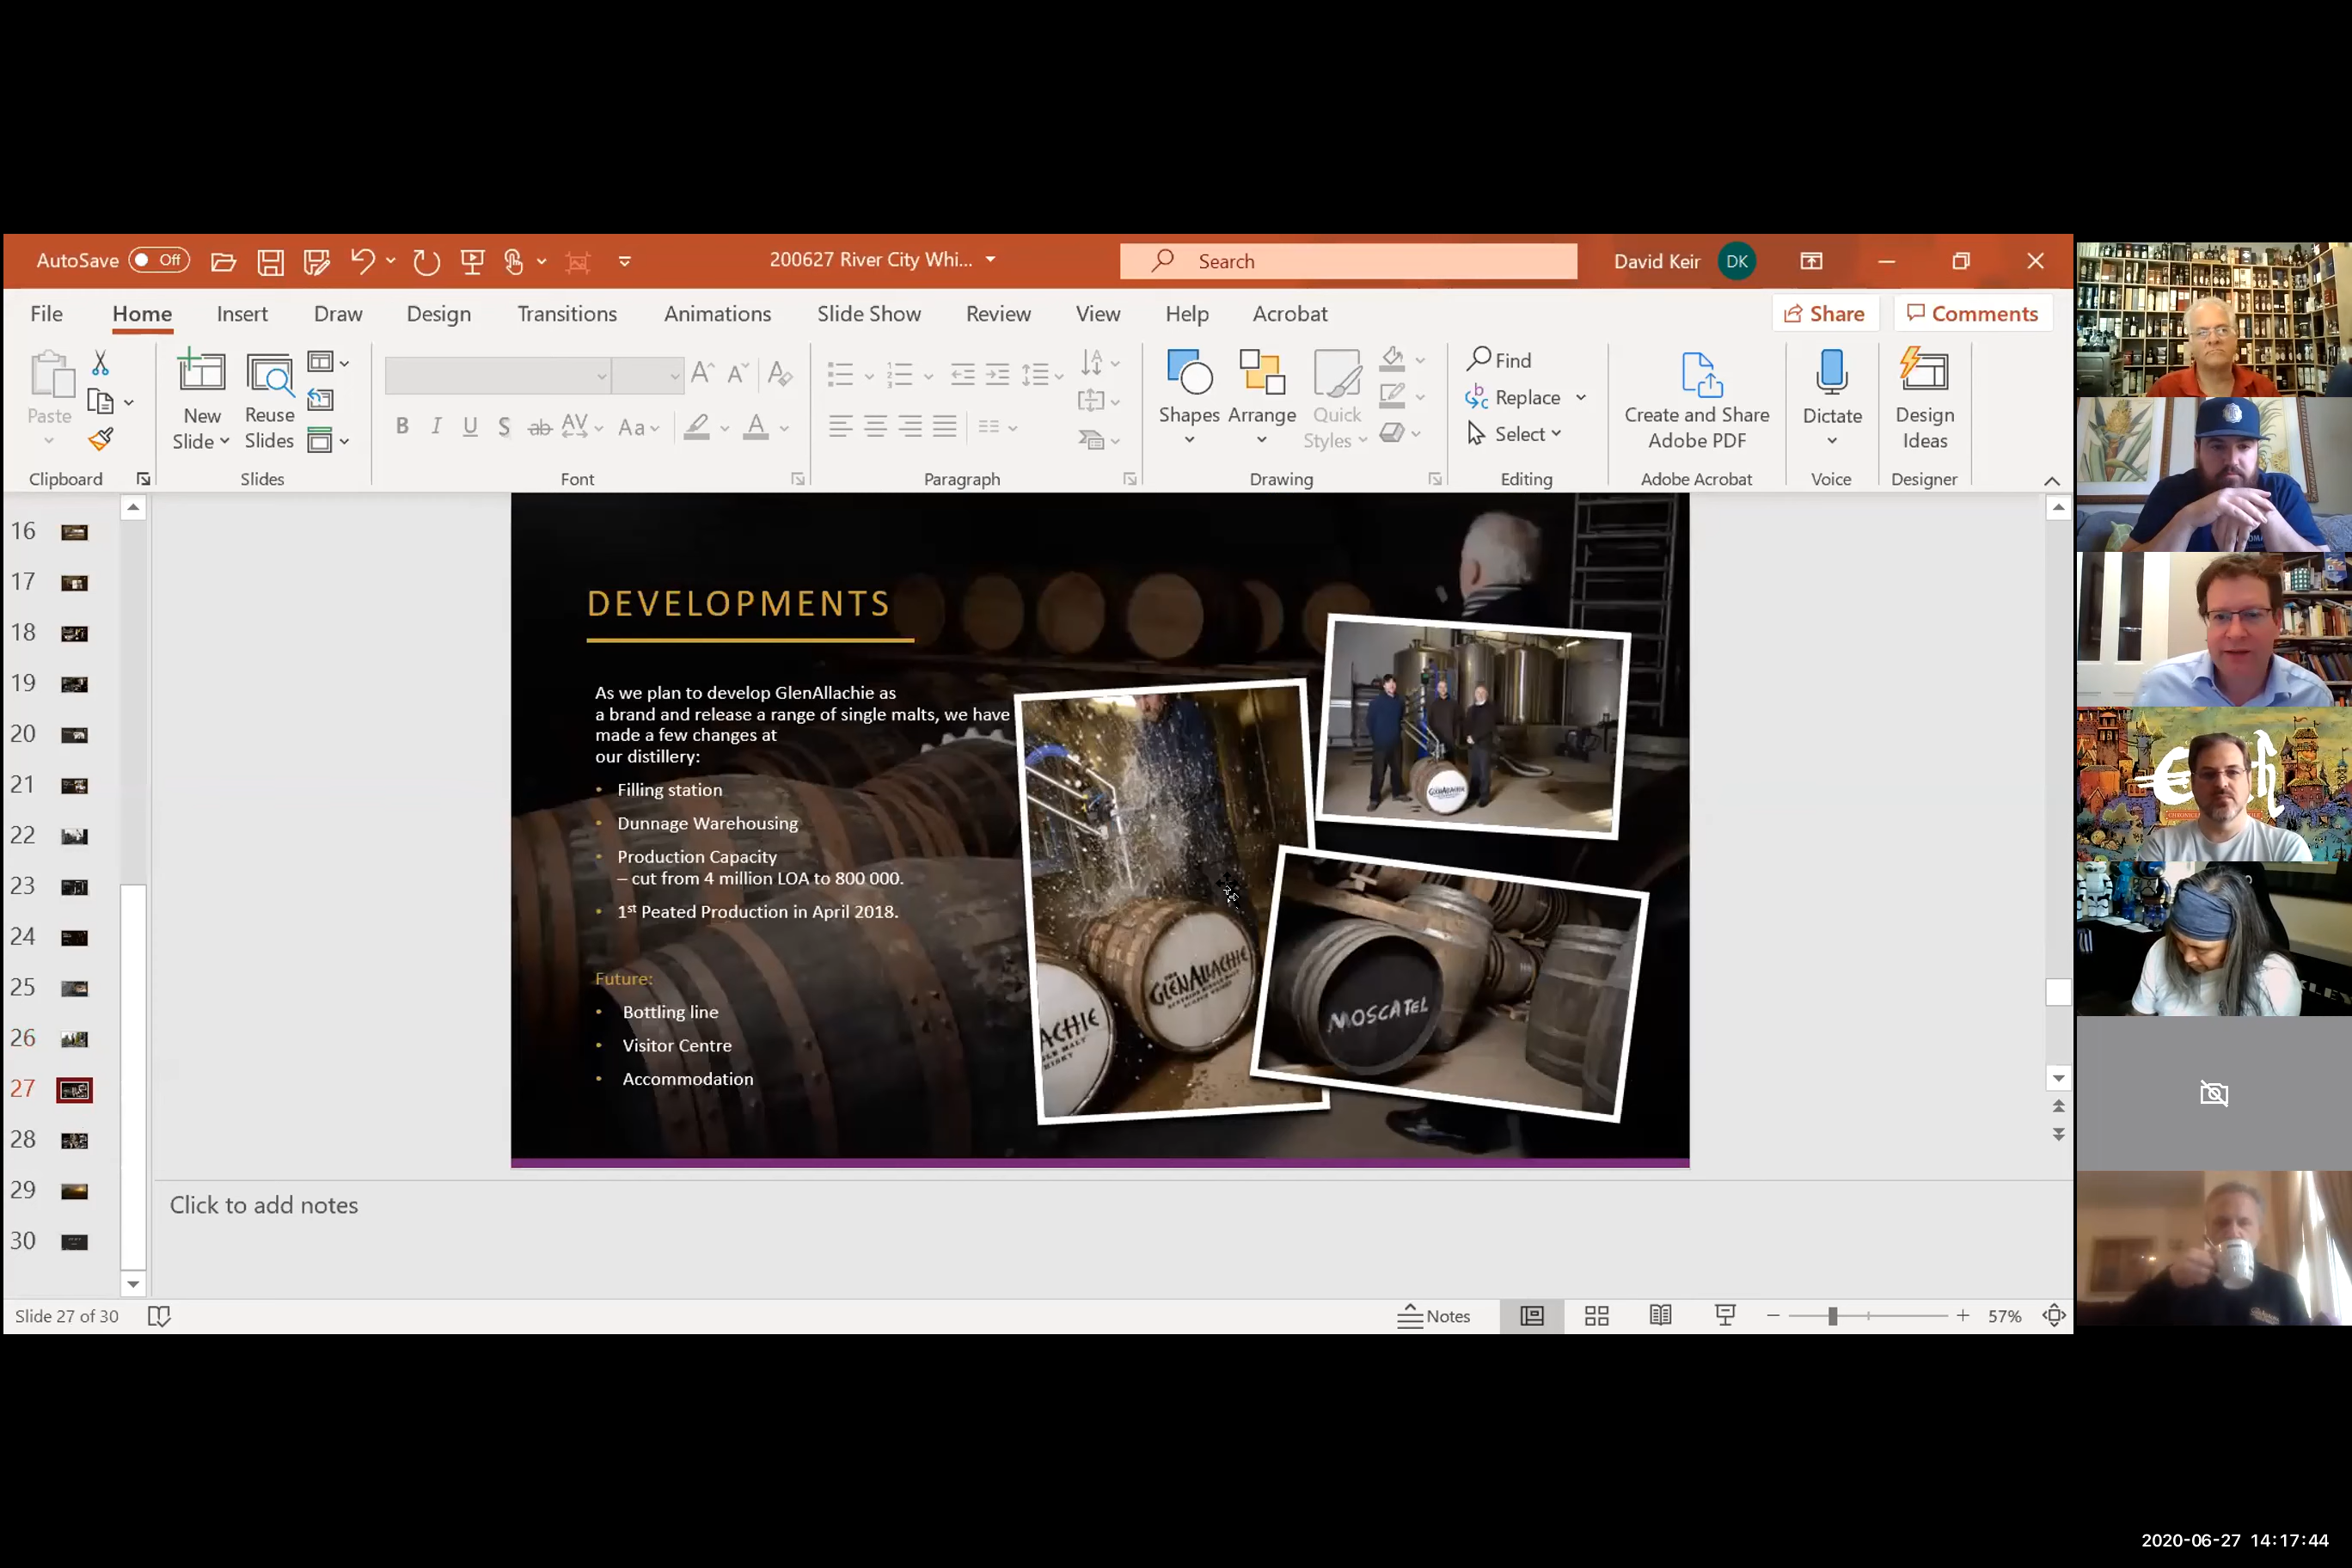 AutoSave Off 200627 River City Whi... Search David Keir DK
File Home Insert Draw Design Transitions Animations Slide Show Review View Help Acrobat Share Comments
Paste
New Slide
Reuse Slides
B I U S ab AV Aa A
Shapes Arrange Quick Styles
Find
Replace
Select
Create and Share Adobe PDF
Dictate
Design Ideas
Clipboard Slides Font Paragraph Drawing Editing Adobe Acrobat Voice Designer
16
17
18
19
20
21
22
23
24
25
26
27
28
29
30
DEVELOPMENTS
As we plan to develop GlenAllachie as
a brand and release a range of single malts, we have
made a few changes at
our distillery:
• Filling station
• Dunnage Warehousing
• Production Capacity
– cut from 4 million LOA to 800 000.
• 1st Peated Production in April 2018.
Future:
• Bottling line
• Visitor Centre
• Accommodation
GLENALLACHIE
GLENALLACHIE
ACHIE
MALT
WHISKY
MOSCATEL
Click to add notes
Slide 27 of 30 Notes 57%
2020-06-27 14:17:44